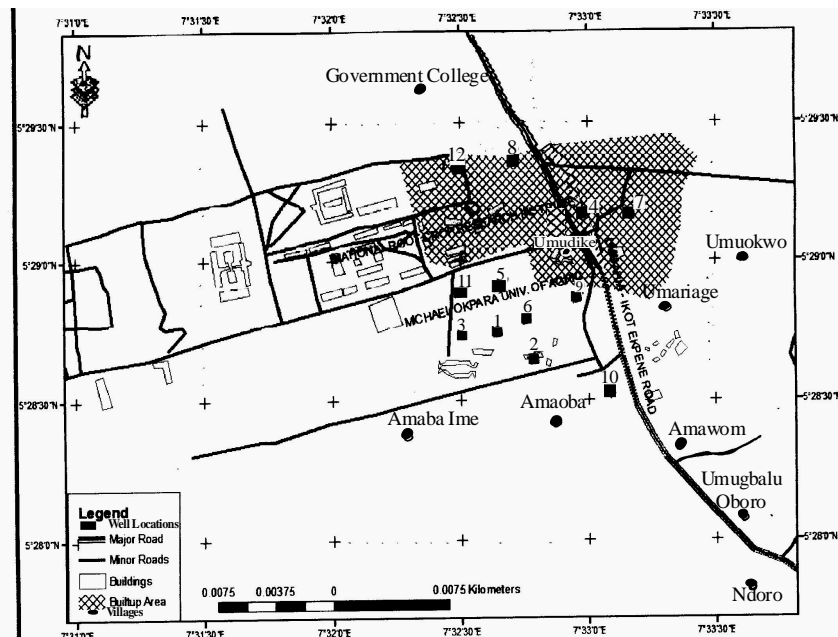 7°31'0"E
7°31'30"E
7°32'0"E
7°32'30"E
7°33'0"E
7°33'30"E
N
Government College
5°29'30"N
5°29'30"N
12
8
4
7
Umuokwo
Umudike
5°29'0"N
5°29'0"N
MICHAEL OKPARA UNIV. OF
11
5
9
Umariage
6
3
1
2
- IKOT EKPENE ROAD
10
5°28'30"N
5°28'30"N
Amaba Ime
Amaoba
Amawom
Umugbalu
Oboro
Legend
Well Locations
Major Road
Minor Roads
Buildings
Builtup Area
Villages
5°28'0"N
5°28'0"N
0.0075 0.00375 0 0.0075 Kilometers
Ndoro
7°31'0"E
7°31'30"E
7°32'0"E
7°32'30"E
7°33'0"E
7°33'30"E